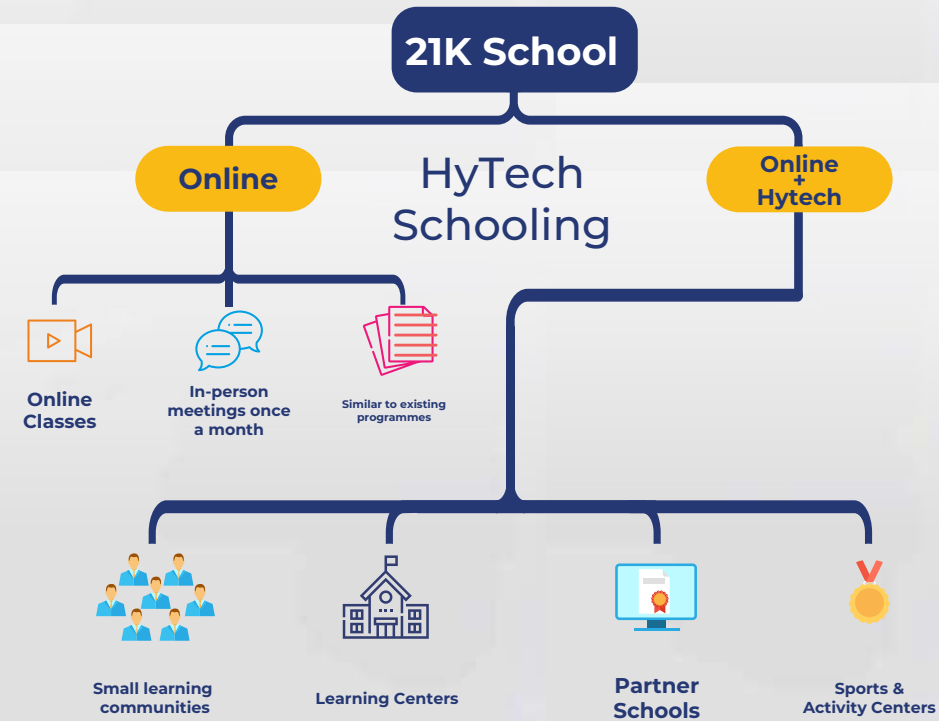 21K School
Online
HyTech
Schooling
Online
+
Hytech
Online
Classes
In-person
meetings once
a month
Similar to existing
programmes
Small learning
communities
Learning Centers
Partner
Schools
Sports &
Activity Centers